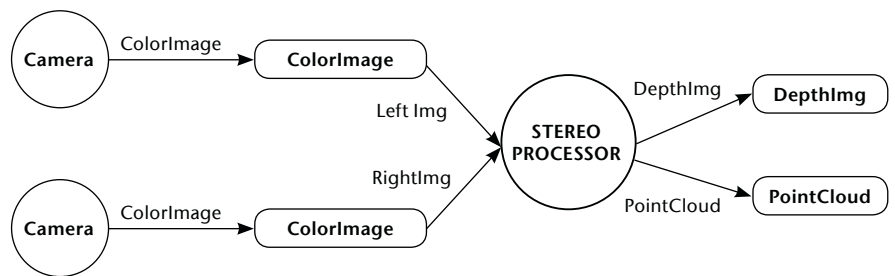 Camera
ColorImage
ColorImage
Left Img
Camera
ColorImage
ColorImage
RightImg
STEREO
PROCESSOR
DepthImg
DepthImg
PointCloud
PointCloud